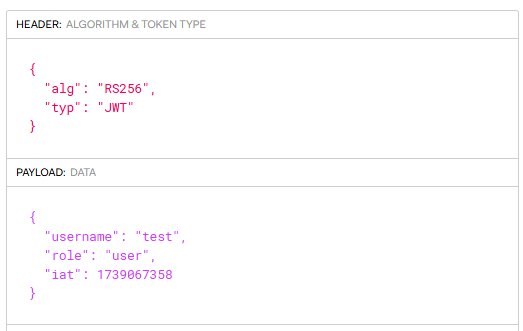 HEADER: ALGORITHM & TOKEN TYPE
{
"alg": "RS256",
"typ": "JWT"
}
PAYLOAD: DATA
{
"username": "test",
"role": "user",
"iat": 1739067358
}